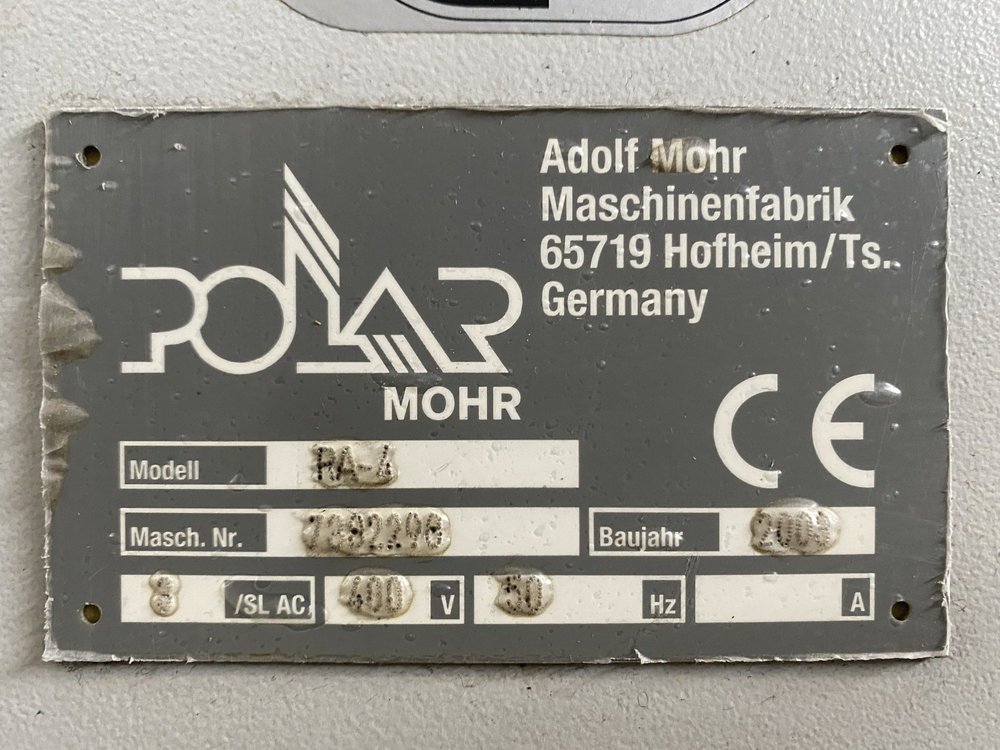 Adolf Mohr
Maschinenfabrik
65719 Hofheim/Ts.
Germany
POLAR
MOHR
CE
Modell RA-4
Masch. Nr. Baujahr
/SL AC V 50 Hz A